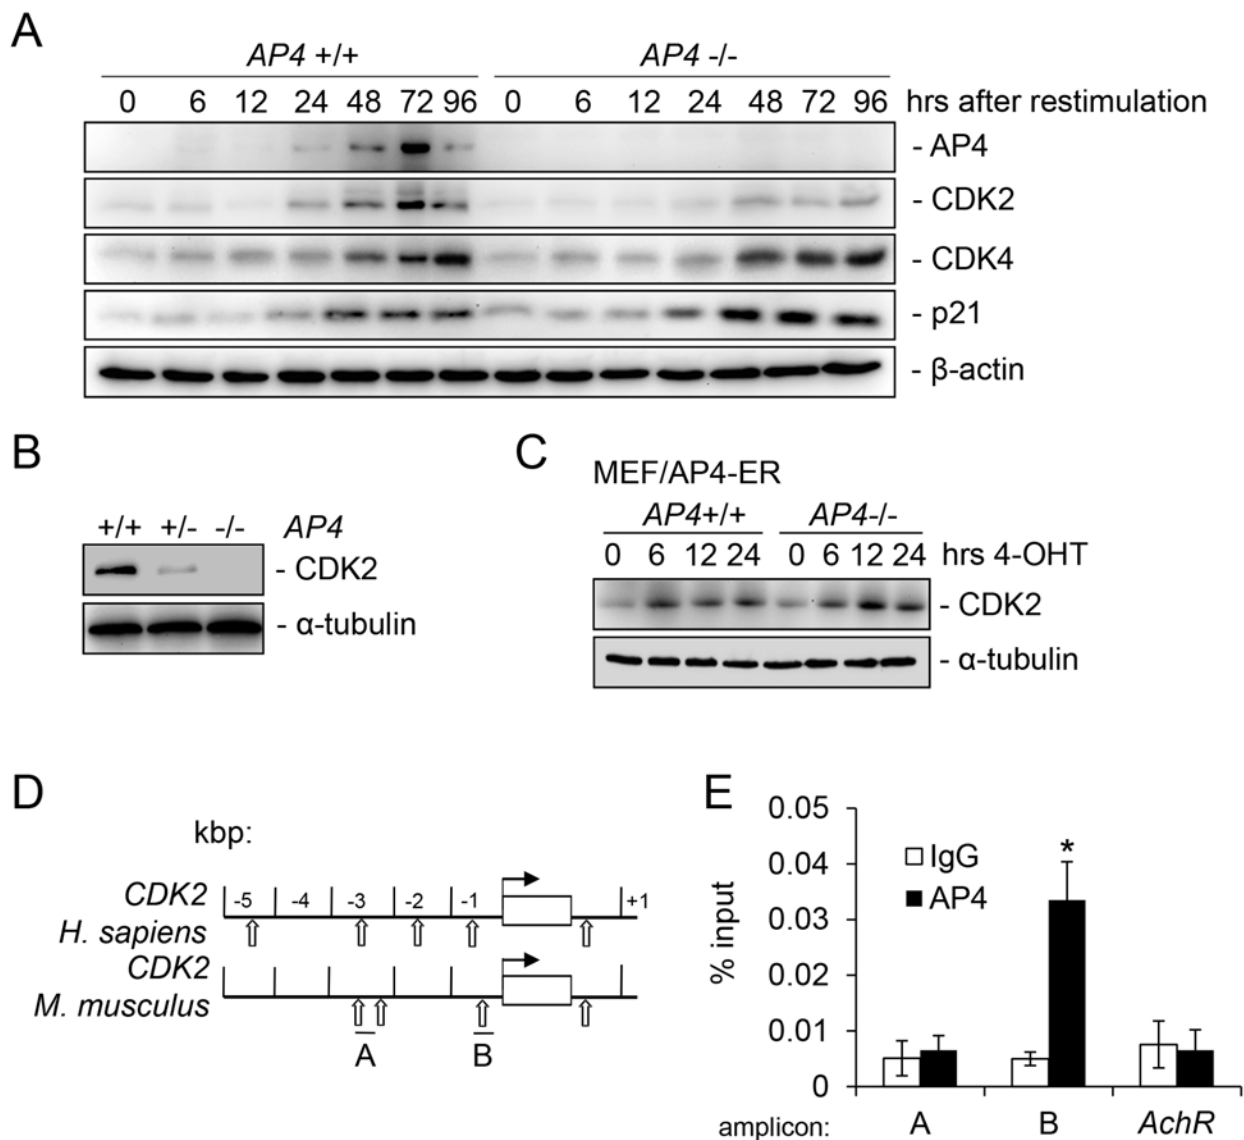 A
AP4 +/+ AP4 -/-
0 6 12 24 48 72 96 0 6 12 24 48 72 96 hrs after restimulation
- AP4
- CDK2
- CDK4
- p21
- β-actin
B
+/+ +/- -/- AP4
- CDK2
- α-tubulin
C
MEF/AP4-ER
AP4+/+ AP4-/-
0 6 12 24 0 6 12 24 hrs 4-OHT
- CDK2
- α-tubulin
D
kbp:
CDK2 -5 -4 -3 -2 -1 +1
H. sapiens
CDK2
M. musculus
A B
E
% input
0.05
0.04
0.03
0.02
0.01
0
IgG
AP4
*
amplicon: A B AchR